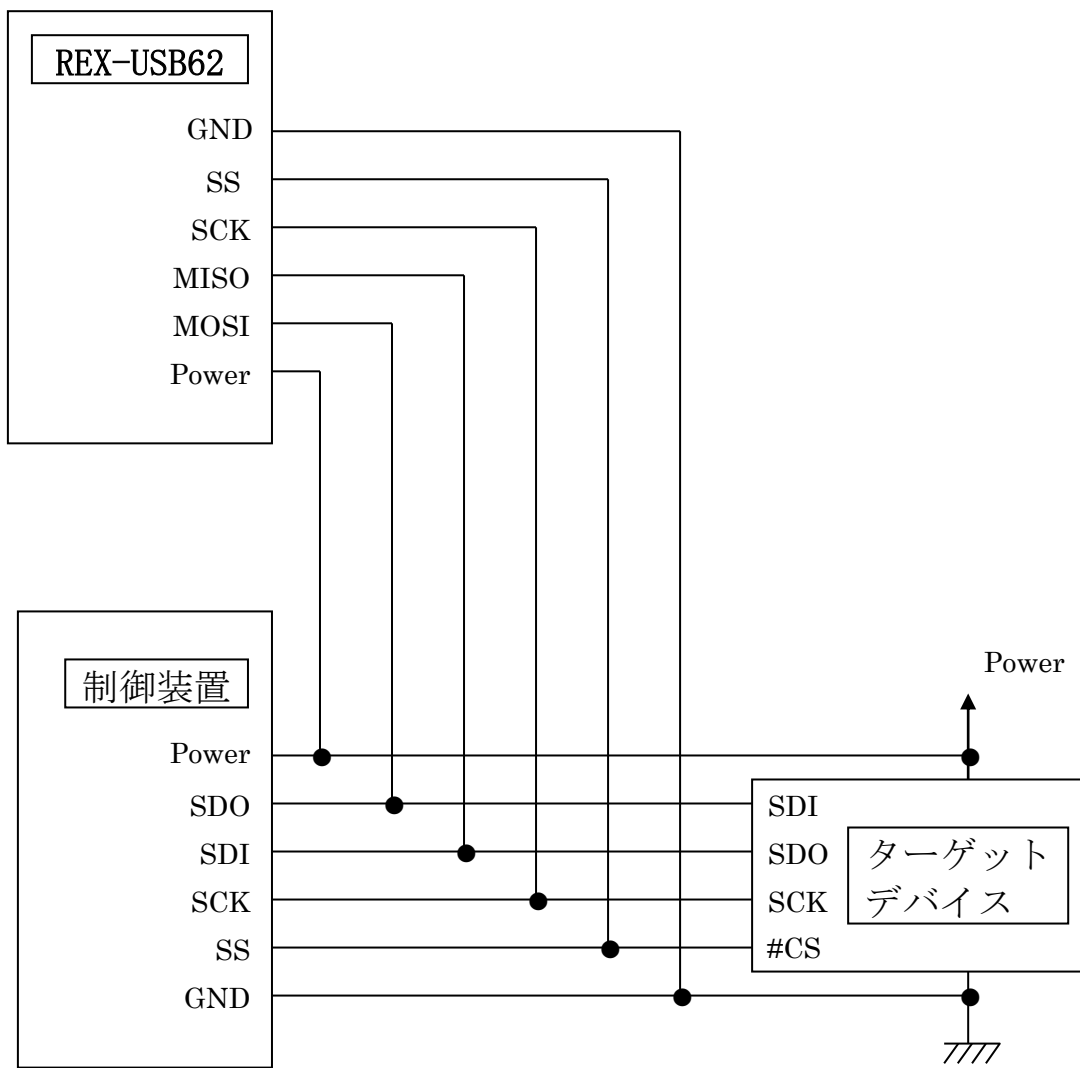 REX-USB62
GND
SS
SCK
MISO
MOSI
Power
制御装置
Power
SDO
SDI
SCK
SS
GND
Power
SDI
SDO
SCK
#CS
ターゲット
デバイス